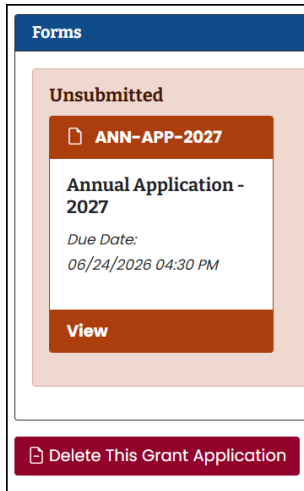 Forms
Unsubmitted
ANN-APP-2027
Annual Application -
2027
Due Date:
06/24/2026 04:30 PM
View
Delete This Grant Application